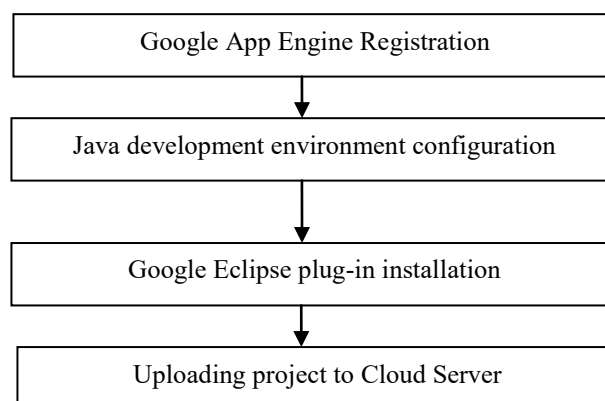 Google App Engine Registration
Java development environment configuration
Google Eclipse plug-in installation
Uploading project to Cloud Server